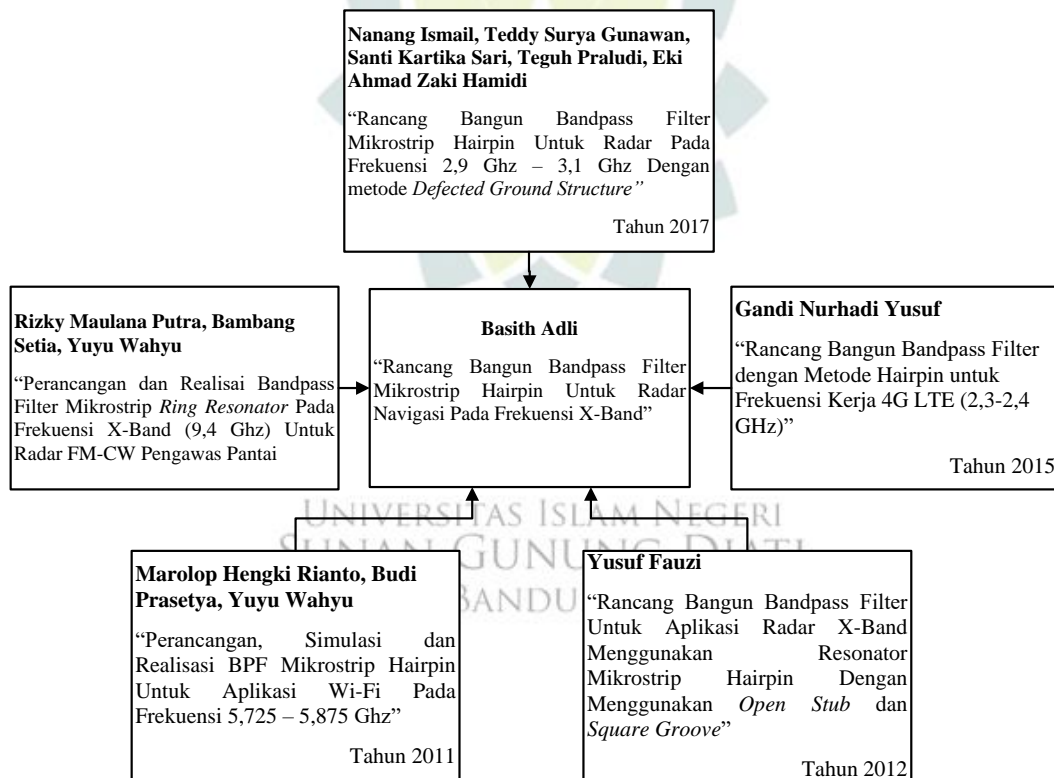 Nanang Ismail, Teddy Surya Gunawan,
Santi Kartika Sari, Teguh Praludi, Eki
Ahmad Zaki Hamidi
“Rancang Bangun Bandpass Filter
Mikrostrip Hairpin Untuk Radar Pada
Frekuensi 2,9 Ghz – 3,1 Ghz Dengan
metode Defected Ground Structure”
Tahun 2017
Rizky Maulana Putra, Bambang
Setia, Yuyu Wahyu
“Perancangan dan Realisai Bandpass
Filter Mikrostrip Ring Resonator Pada
Frekuensi X-Band (9,4 Ghz) Untuk
Radar FM-CW Pengawas Pantai
Basith Adli
“Rancang Bangun Bandpass Filter
Mikrostrip Hairpin Untuk Radar
Navigasi Pada Frekuensi X-Band”
Gandi Nurhadi Yusuf
“Rancang Bangun Bandpass Filter
dengan Metode Hairpin untuk
Frekuensi Kerja 4G LTE (2,3-2,4
GHz)”
Tahun 2015
UNIVERSITAS ISLAM NEGERI
SUNAN GUNUNG DJATI
BANDU
Marolop Hengki Rianto, Budi
Prasetya, Yuyu Wahyu
“Perancangan, Simulasi dan
Realisasi BPF Mikrostrip Hairpin
Untuk Aplikasi Wi-Fi Pada
Frekuensi 5,725 – 5,875 Ghz”
Tahun 2011
Yusuf Fauzi
“Rancang Bangun Bandpass Filter
Untuk Aplikasi Radar X-Band
Menggunakan Resonator
Mikrostrip Hairpin Dengan
Menggunakan Open Stub dan
Square Groove”
Tahun 2012